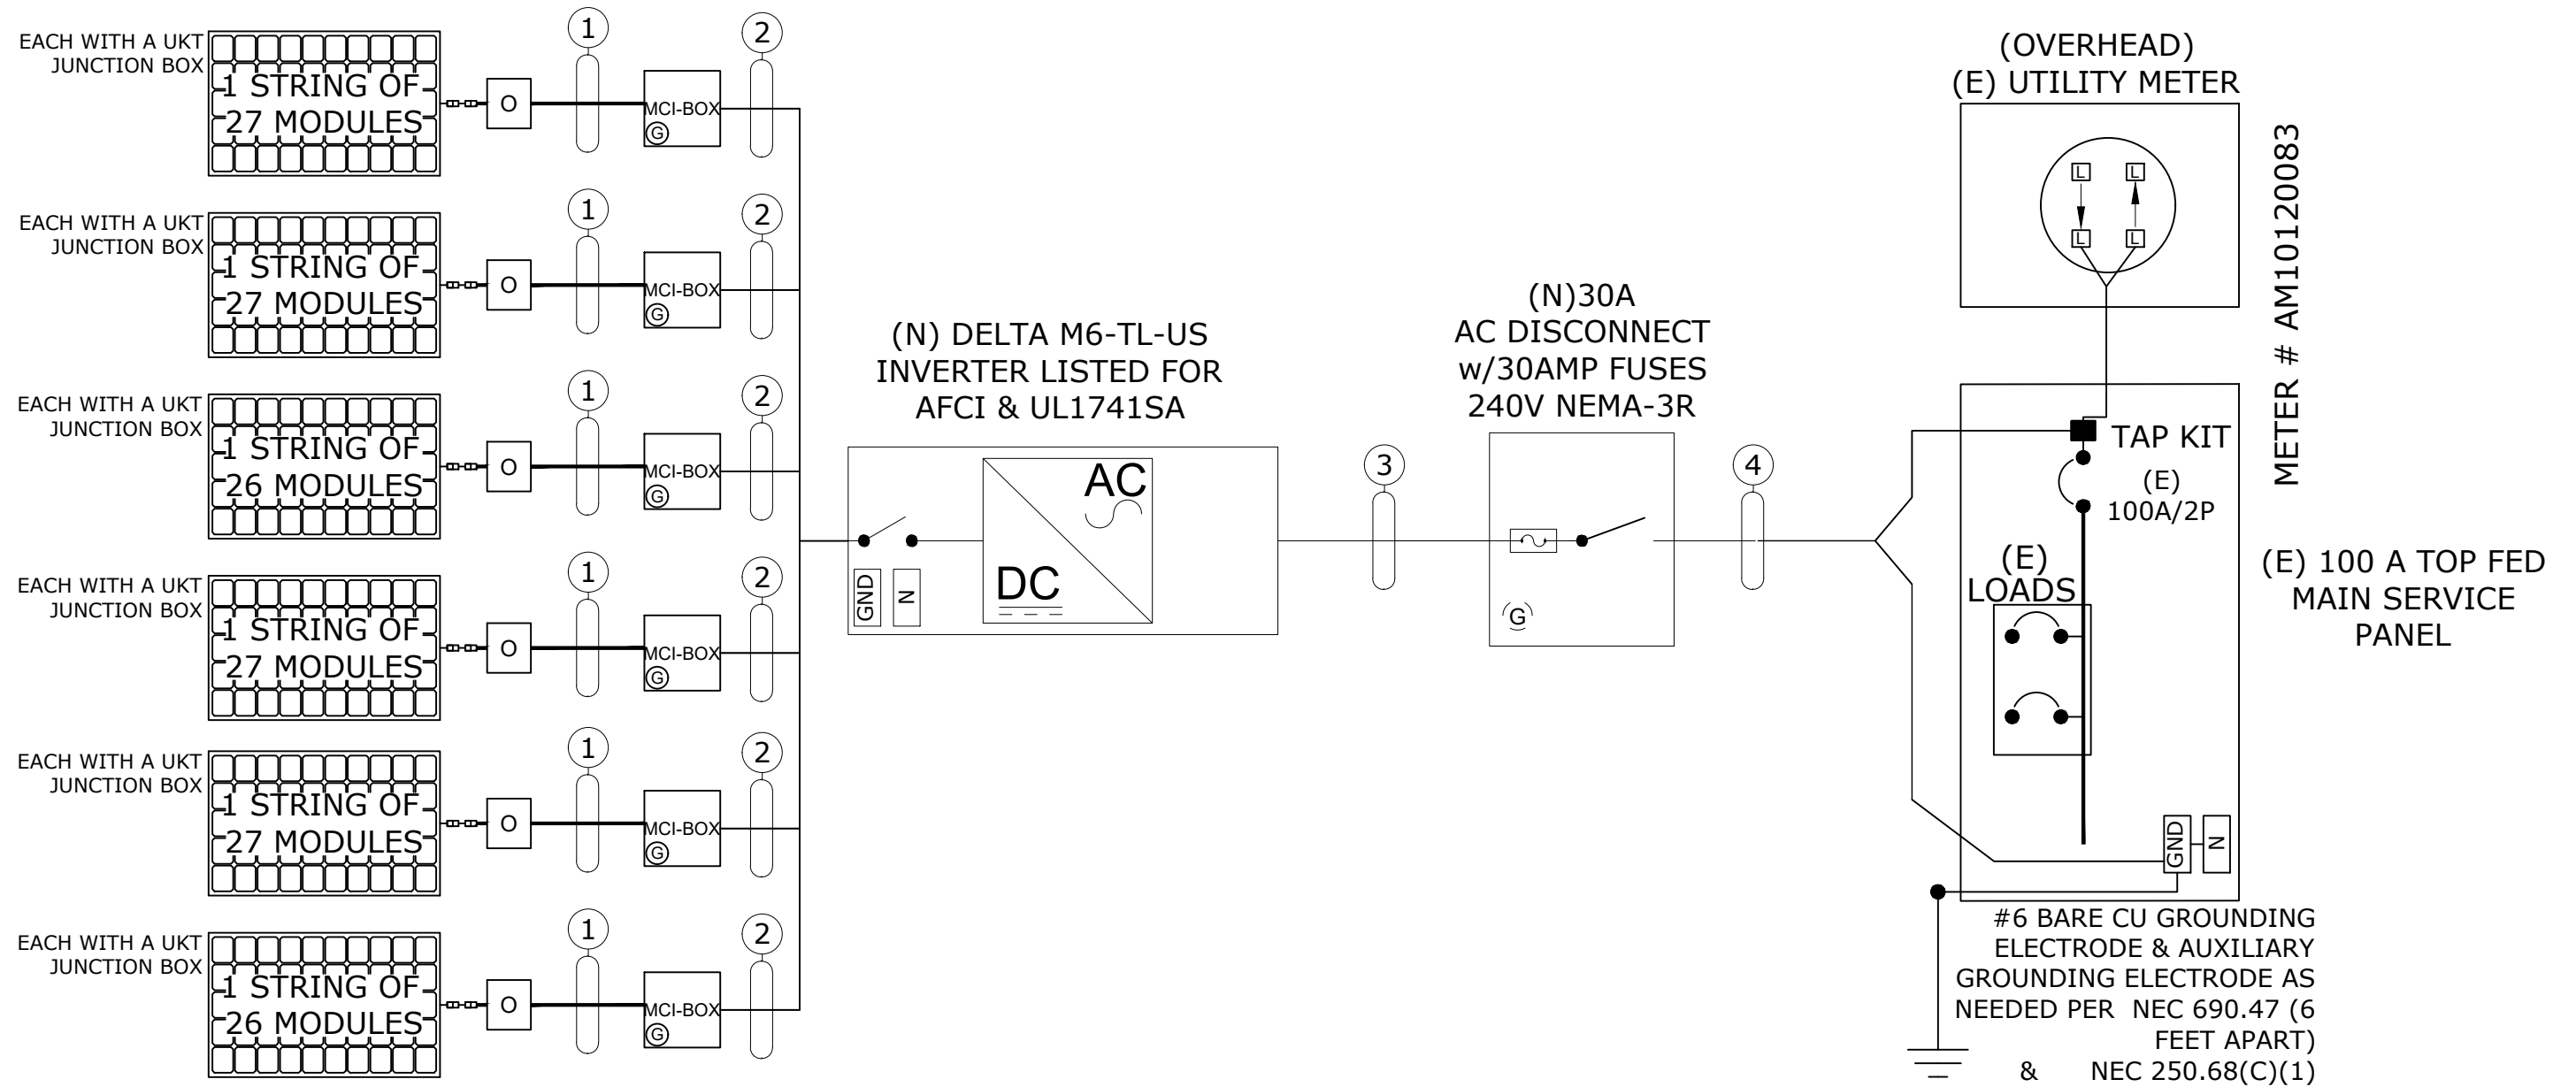 EACH WITH A UKT
JUNCTION BOX
1 STRING OF
27 MODULES
O
1
MCI-BOX
G
2
EACH WITH A UKT
JUNCTION BOX
1 STRING OF
27 MODULES
O
1
MCI-BOX
G
2
EACH WITH A UKT
JUNCTION BOX
1 STRING OF
26 MODULES
O
1
MCI-BOX
G
2
EACH WITH A UKT
JUNCTION BOX
1 STRING OF
27 MODULES
O
1
MCI-BOX
G
2
EACH WITH A UKT
JUNCTION BOX
1 STRING OF
27 MODULES
O
1
MCI-BOX
G
2
EACH WITH A UKT
JUNCTION BOX
1 STRING OF
26 MODULES
O
1
MCI-BOX
G
2
(N) DELTA M6-TL-US
INVERTER LISTED FOR
AFCI & UL1741SA
AC
DC
GND
N
3
(N)30A
AC DISCONNECT
w/30AMP FUSES
240V NEMA-3R
G
4
(OVERHEAD)
(E) UTILITY METER
L
L
L
L
METER # AM10120083
TAP KIT
(E)
100A/2P
(E)
LOADS
(E) 100 A TOP FED
MAIN SERVICE
PANEL
GND
N
#6 BARE CU GROUNDING
ELECTRODE & AUXILIARY
GROUNDING ELECTRODE AS
NEEDED PER NEC 690.47 (6
FEET APART)
& NEC 250.68(C)(1)